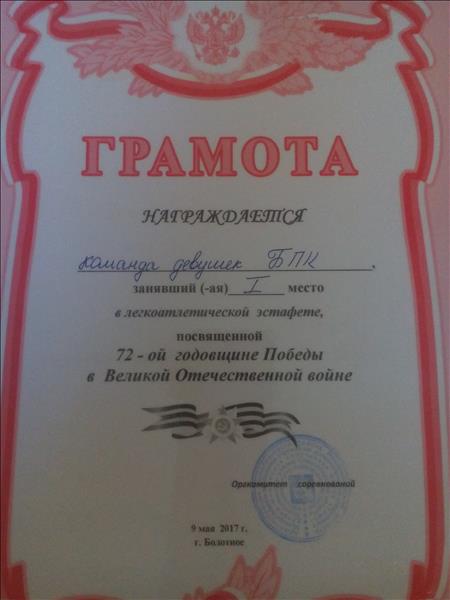 ГРАМОТА
НАГРАЖДАЕТСЯ
команда девушек БПК,
занявший (-ая) I место
в легкоатлетической эстафете,
посвященной
72 - ой годовщине Победы
в Великой Отечественной войне
Оргкомитет соревнований
9 мая 2017 г.
г. Болотное